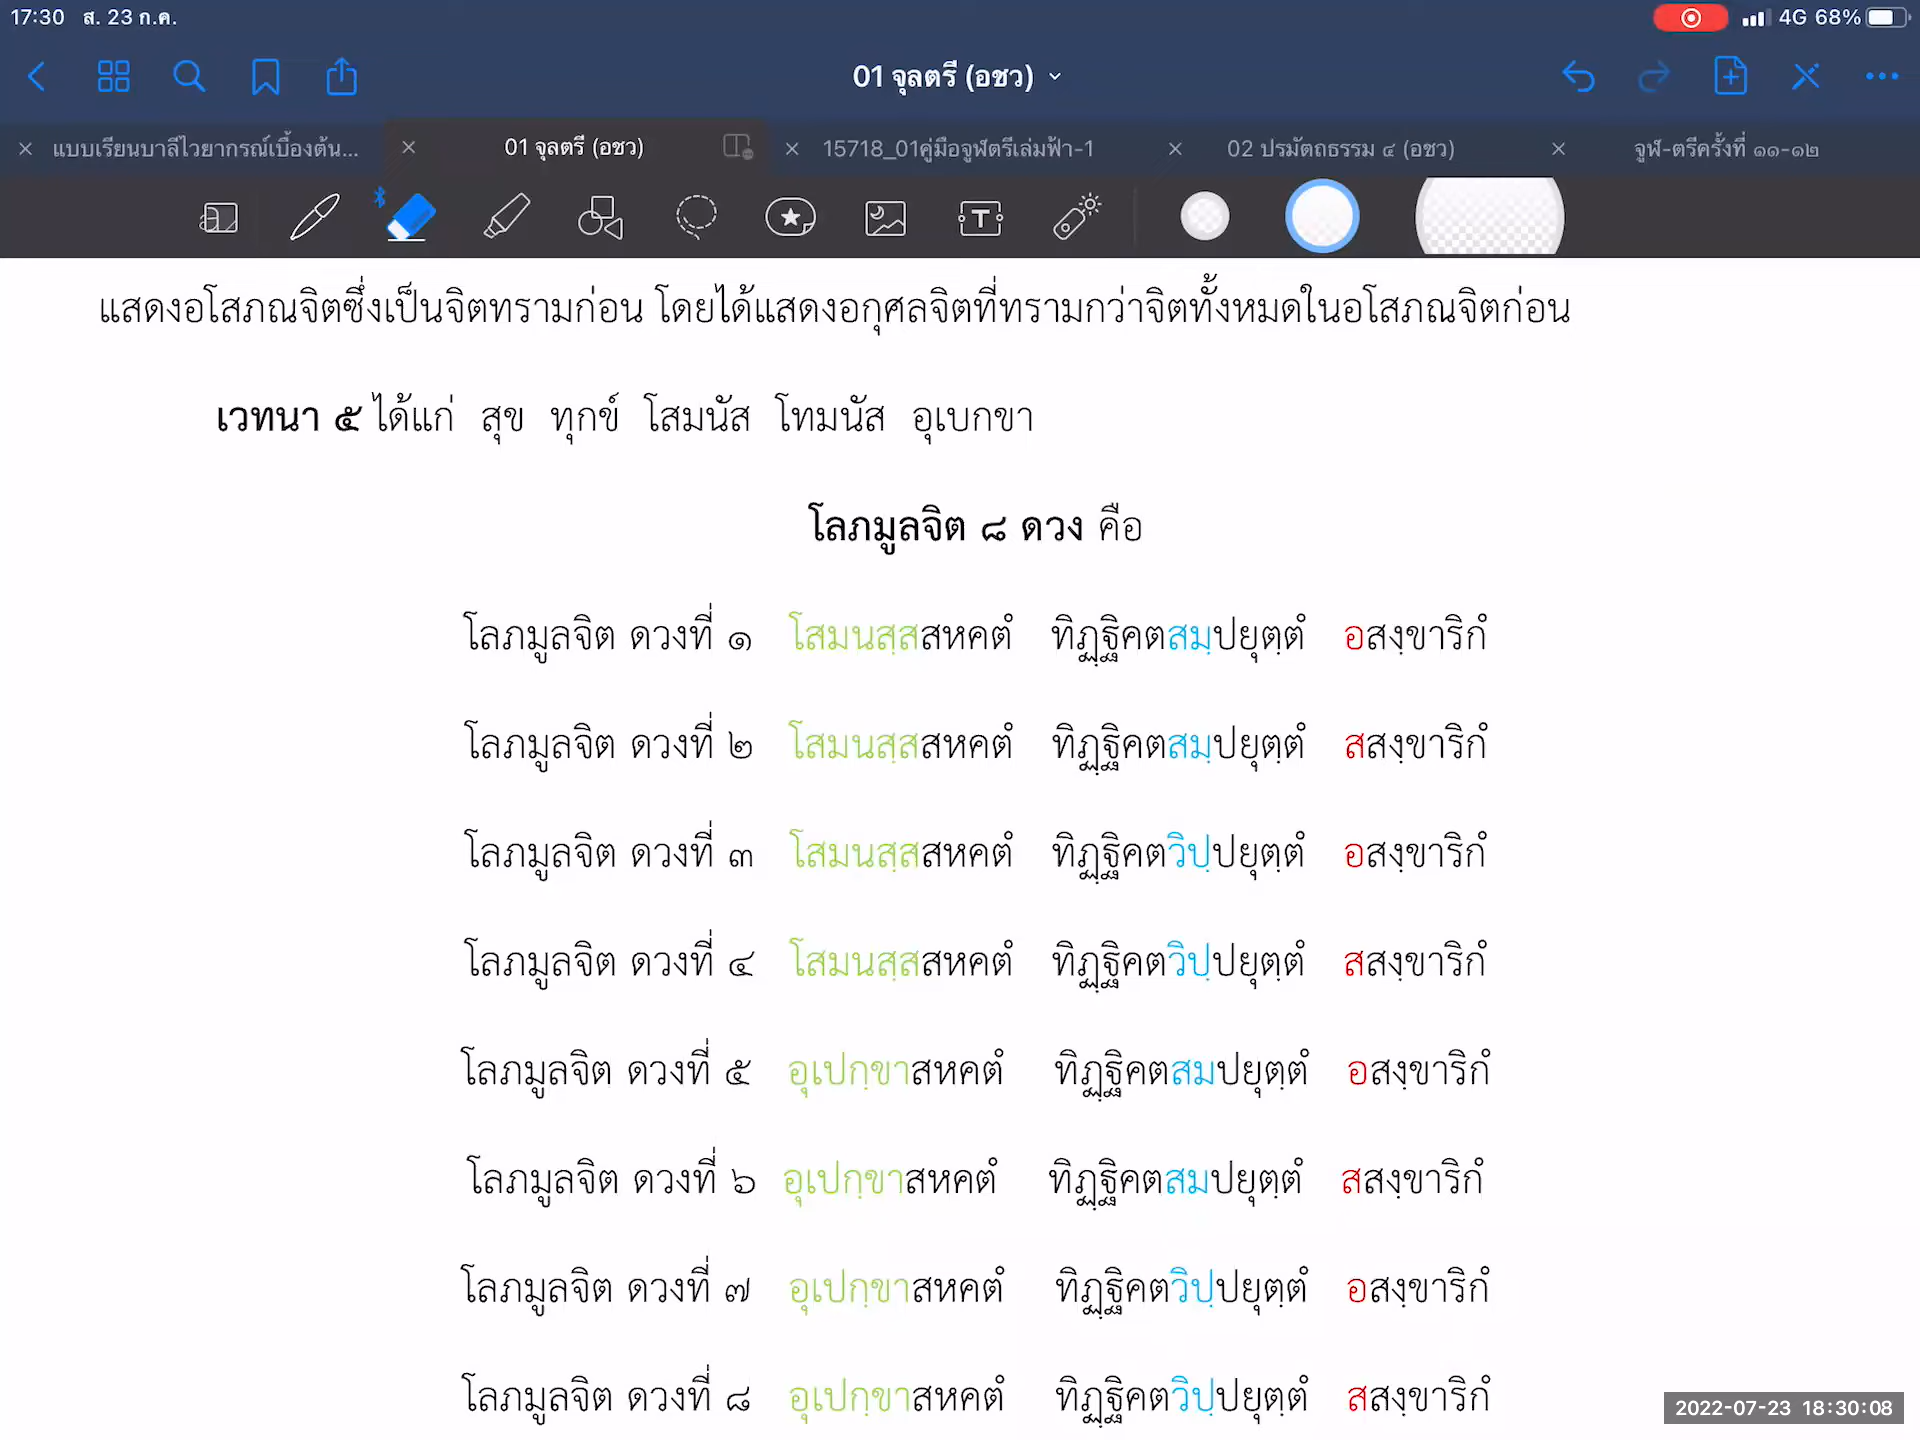 17:30 ส. 23 ก.ค. 4G 68%
01 จุลตรี (อชว)
แบบเรียนบาลีไวยากรณ์เบื้องต้น... 01 จุลตรี (อชว) 15718_01คู่มือจูฬตรีเล่มฟ้า-1 02 ปรมัตถธรรม ๔ (อชว) จูฬ-ตรีครั้งที่ ๑๑-๑๒
แสดงอโสภณจิตซึ่งเป็นจิตทรามก่อน โดยได้แสดงอกุศลจิตที่ทรามกว่าจิตทั้งหมดในอโสภณจิตก่อน
เวทนา ๕ ได้แก่ สุข ทุกข์ โสมนัส โทมนัส อุเบกขา
โลภมูลจิต ๘ ดวง คือ
โลภมูลจิต ดวงที่ ๑ โสมนสฺสสหคตํ ทิฏฺฐิคตสมฺปยุตฺตํ อสงฺขาริกํ
โลภมูลจิต ดวงที่ ๒ โสมนสฺสสหคตํ ทิฏฺฐิคตสมฺปยุตฺตํ สสงฺขาริกํ
โลภมูลจิต ดวงที่ ๓ โสมนสฺสสหคตํ ทิฏฺฐิคตวิปฺปยุตฺตํ อสงฺขาริกํ
โลภมูลจิต ดวงที่ ๔ โสมนสฺสสหคตํ ทิฏฺฐิคตวิปฺปยุตฺตํ สสงฺขาริกํ
โลภมูลจิต ดวงที่ ๕ อุเปกฺขาสหคตํ ทิฏฺฐิคตสมปยุตฺตํ อสงฺขาริกํ
โลภมูลจิต ดวงที่ ๖ อุเปกฺขาสหคตํ ทิฏฺฐิคตสมปยุตฺตํ สสงฺขาริกํ
โลภมูลจิต ดวงที่ ๗ อุเปกฺขาสหคตํ ทิฏฺฐิคตวิปฺปยุตฺตํ อสงฺขาริกํ
โลภมูลจิต ดวงที่ ๘ อุเปกฺขาสหคตํ ทิฏฺฐิคตวิปฺปยุตฺตํ สสงฺขาริกํ
2022-07-23 18:30:08